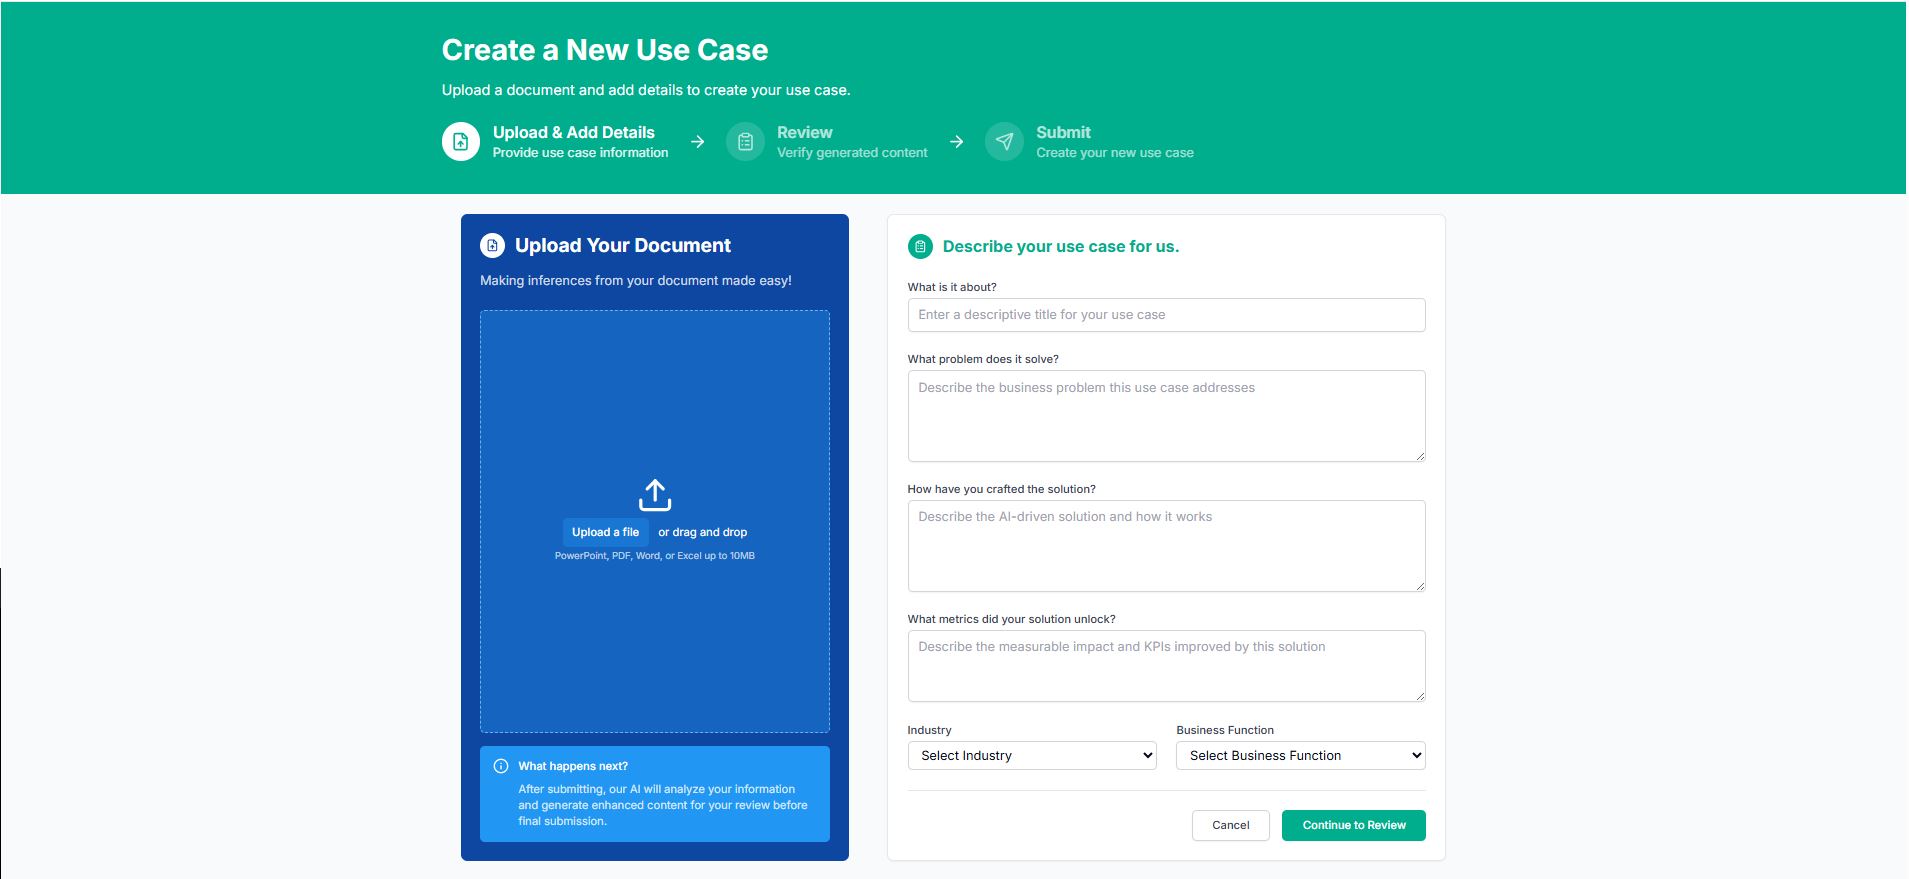 Create a New Use Case
Upload a document and add details to create your use case.
Upload & Add Details
Provide use case information
Review
Verify generated content
Submit
Create your new use case
Upload Your Document
Making inferences from your document made easy!
Upload a file or drag and drop
PowerPoint, PDF, Word, or Excel up to 10MB
What happens next?
After submitting, our AI will analyze your information
and generate enhanced content for your review before
final submission.
Describe your use case for us.
What is it about?
Enter a descriptive title for your use case
What problem does it solve?
Describe the business problem this use case addresses
How have you crafted the solution?
Describe the AI-driven solution and how it works
What metrics did your solution unlock?
Describe the measurable impact and KPIs improved by this solution
Industry
Select Industry
Business Function
Select Business Function
Cancel
Continue to Review